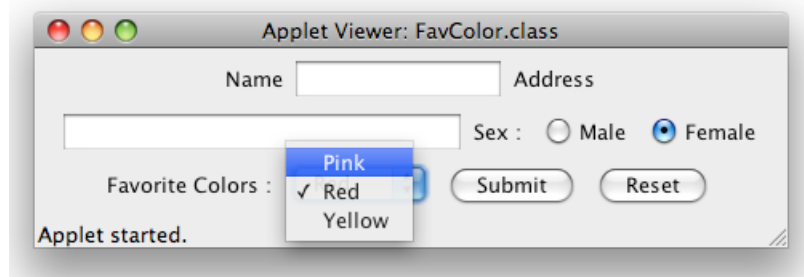 Applet Viewer: FavColor.class
Name Address
Sex : Male Female
Pink
Favorite Colors : ✓ Red Submit Reset
Yellow
Applet started.